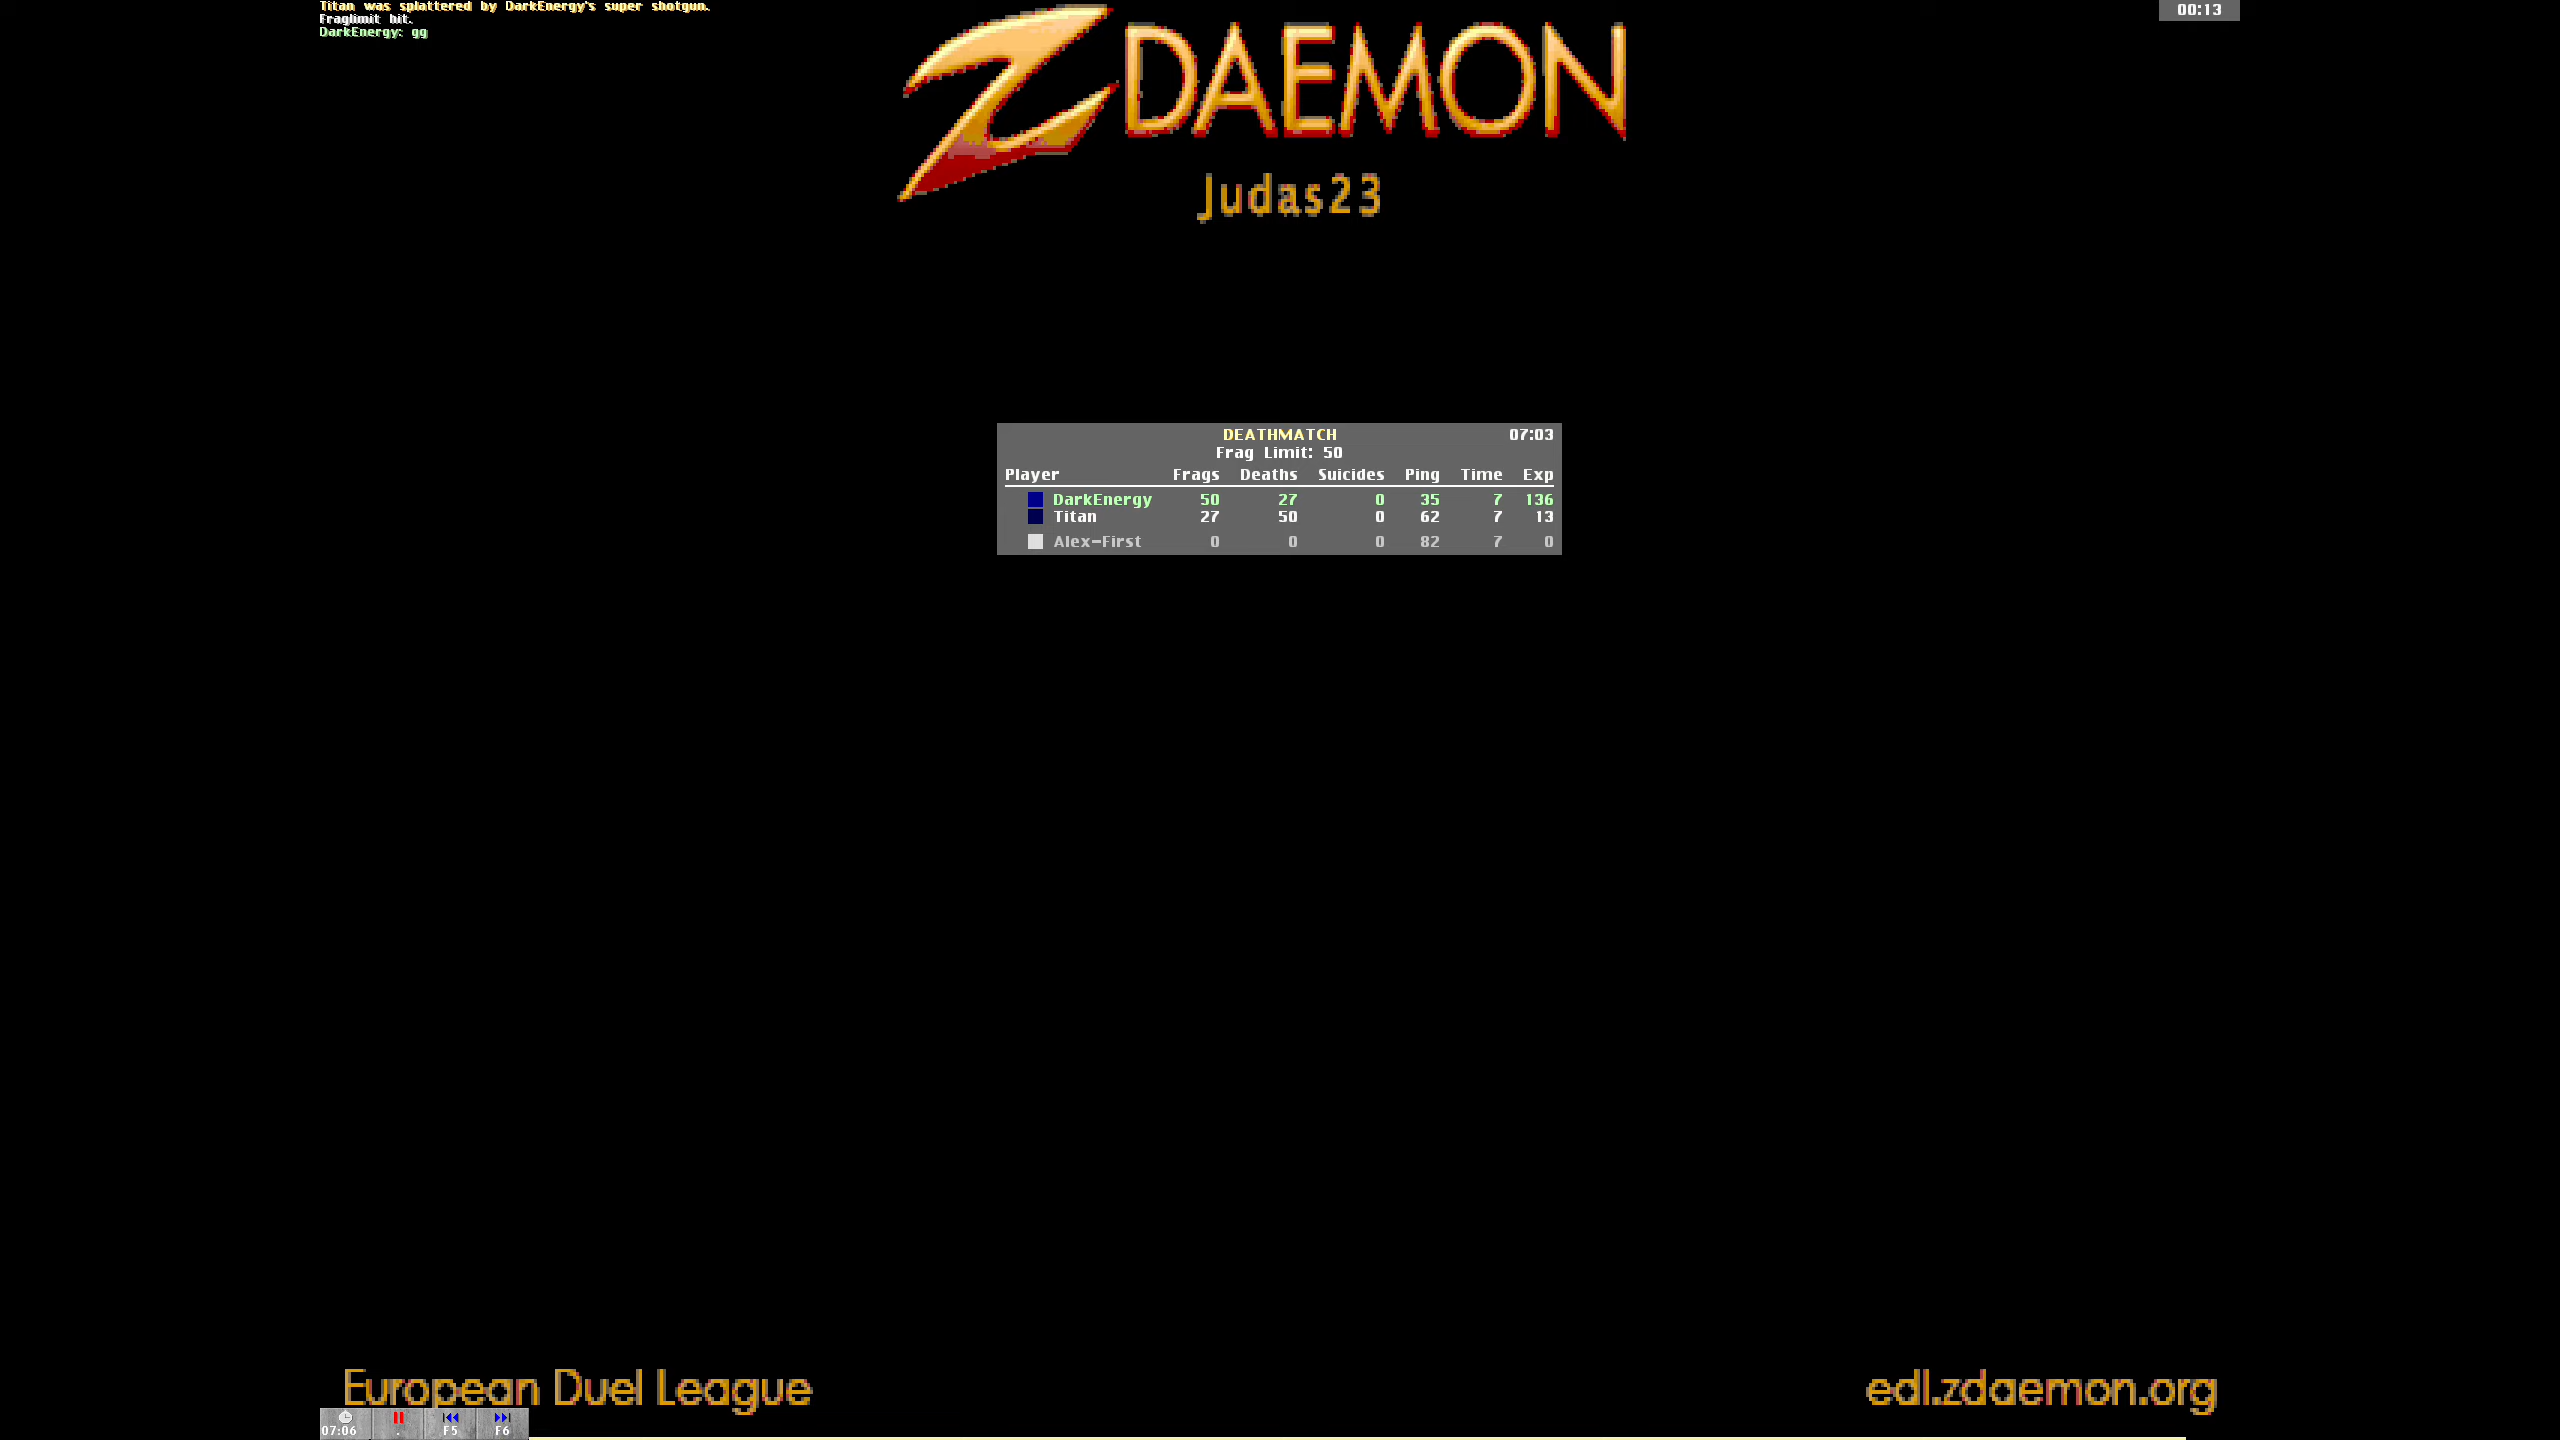 Titan was splattered by DarkEnergy's super shotgun.
Fraglimit hit.
DarkEnergy: gg
00:13
ZDAEMON
Judas23
DEATHMATCH 07:03
Frag Limit: 50
Player Frags Deaths Suicides Ping Time Exp
DarkEnergy 50 27 0 35 7 136
Titan 27 50 0 62 7 13
Alex-First 0 0 0 82 7 0
European Duel League
edl.zdaemon.org
07:06 . F5 F6